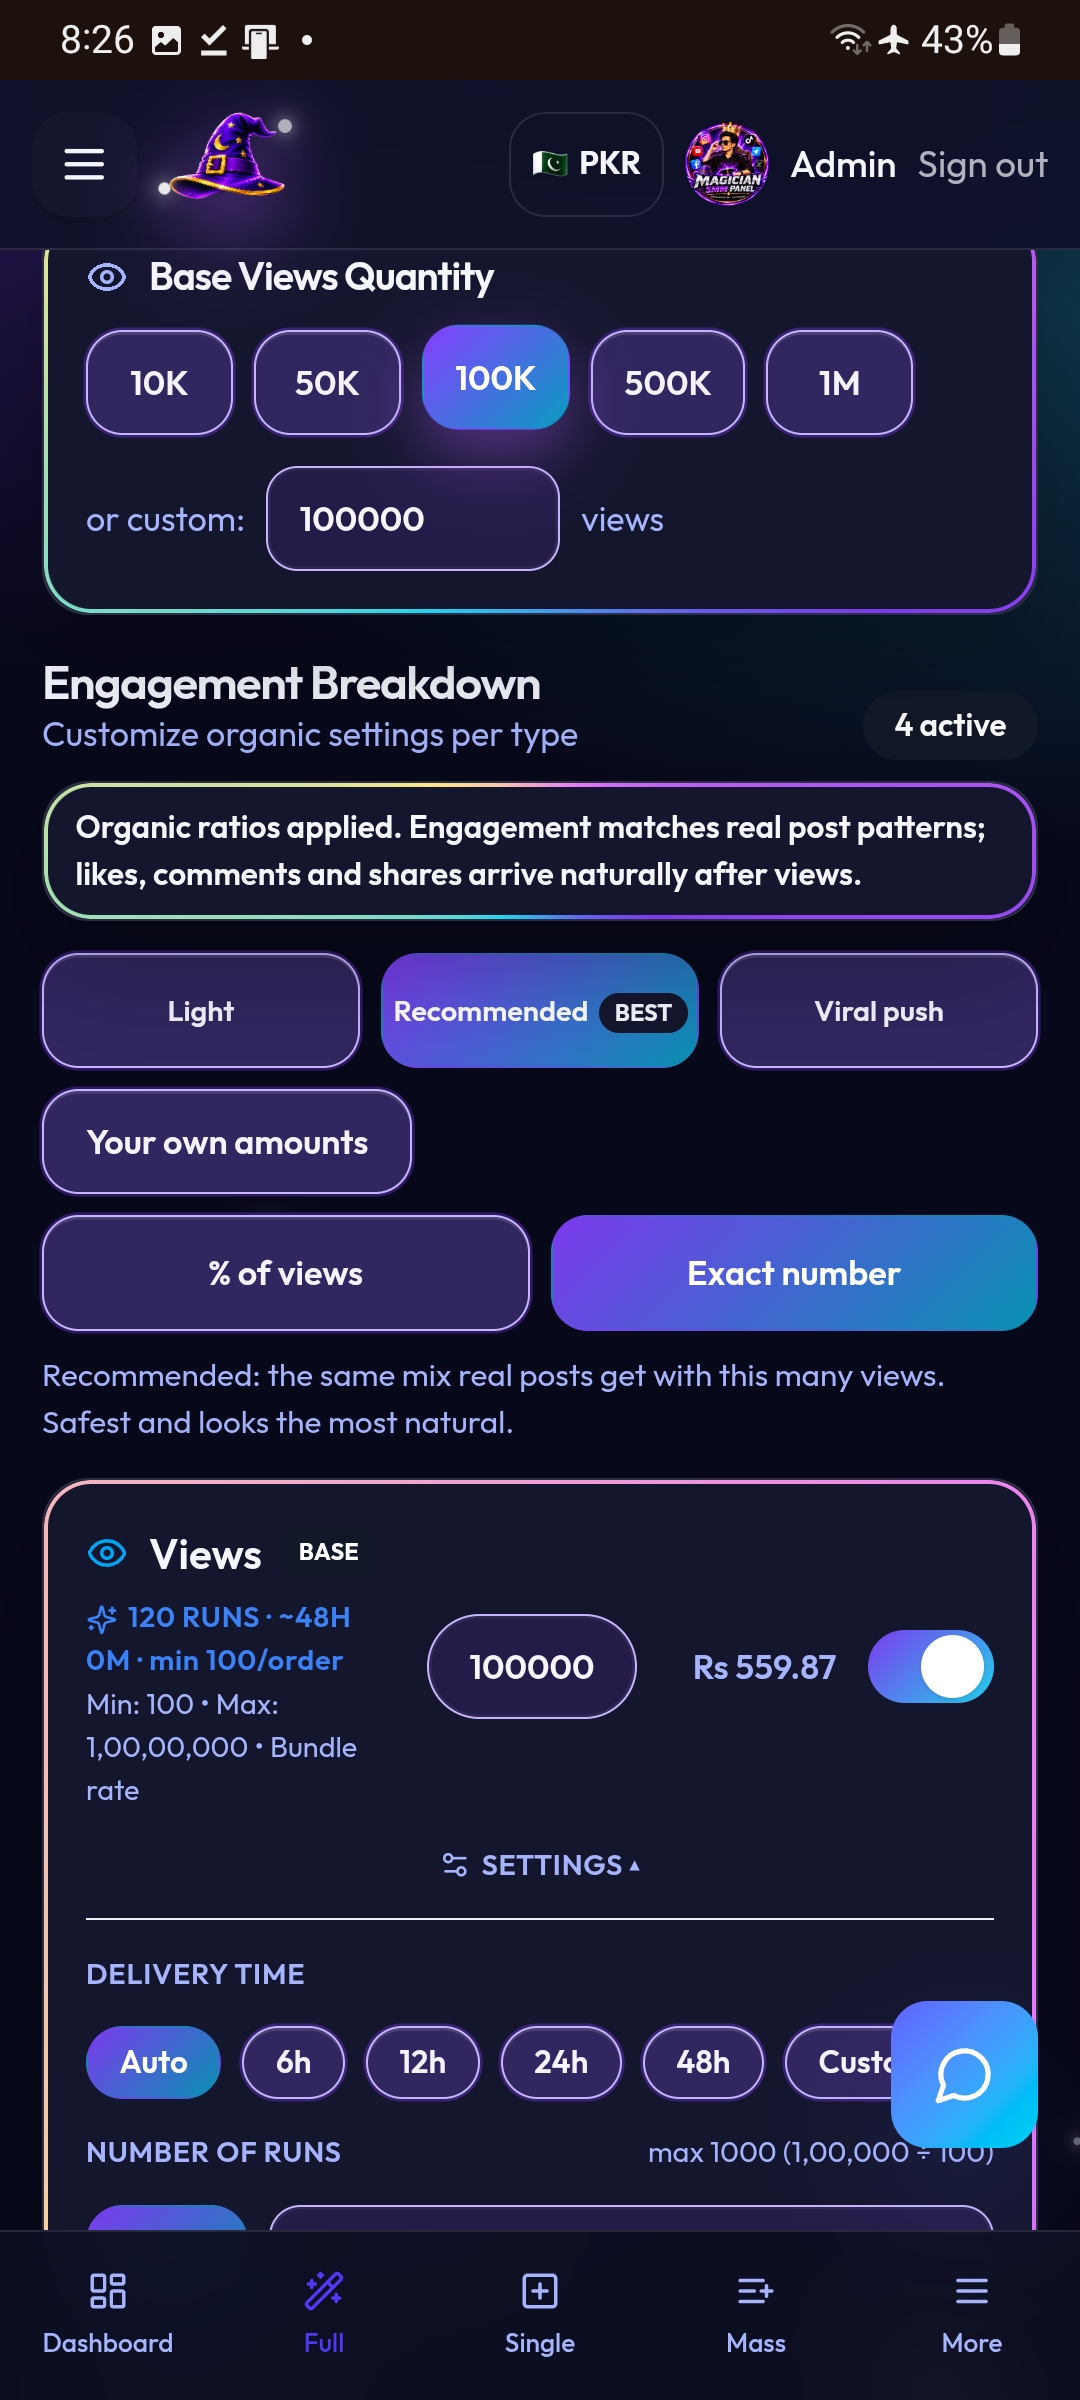 8:26
43%
PKR
MAGICIAN
SMM PANEL
Admin
Sign out
Base Views Quantity
10K
50K
100K
500K
1M
or custom:
100000
views
Engagement Breakdown
Customize organic settings per type
4 active
Organic ratios applied. Engagement matches real post patterns;
likes, comments and shares arrive naturally after views.
Light
Recommended BEST
Viral push
Your own amounts
% of views
Exact number
Recommended: the same mix real posts get with this many views.
Safest and looks the most natural.
Views BASE
120 RUNS · ~48H
0M · min 100/order
Min: 100 • Max:
1,00,00,000 • Bundle
rate
100000
Rs 559.87
SETTINGS ▴
DELIVERY TIME
Auto
6h
12h
24h
48h
Custo
NUMBER OF RUNS
max 1000 (1,00,000 ÷ 100)
Dashboard
Full
Single
Mass
More